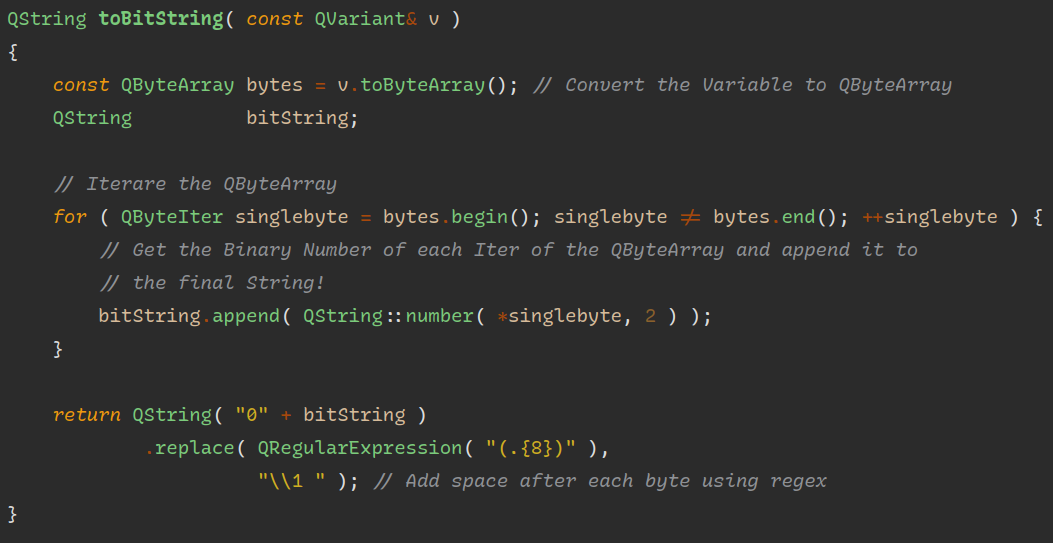 QString toBitString( const QVariant& v )
{
    const QByteArray bytes = v.toByteArray(); // Convert the Variable to QByteArray
    QString          bitString;

    // Iterare the QByteArray
    for ( QByteIter singlebyte = bytes.begin(); singlebyte != bytes.end(); ++singlebyte ) {
        // Get the Binary Number of each Iter of the QByteArray and append it to
        // the final String!
        bitString.append( QString::number( *singlebyte, 2 ) );
    }

    return QString( "0" + bitString )
            .replace( QRegularExpression( "(.{8})" ),
                      "\\1 " ); // Add space after each byte using regex
}